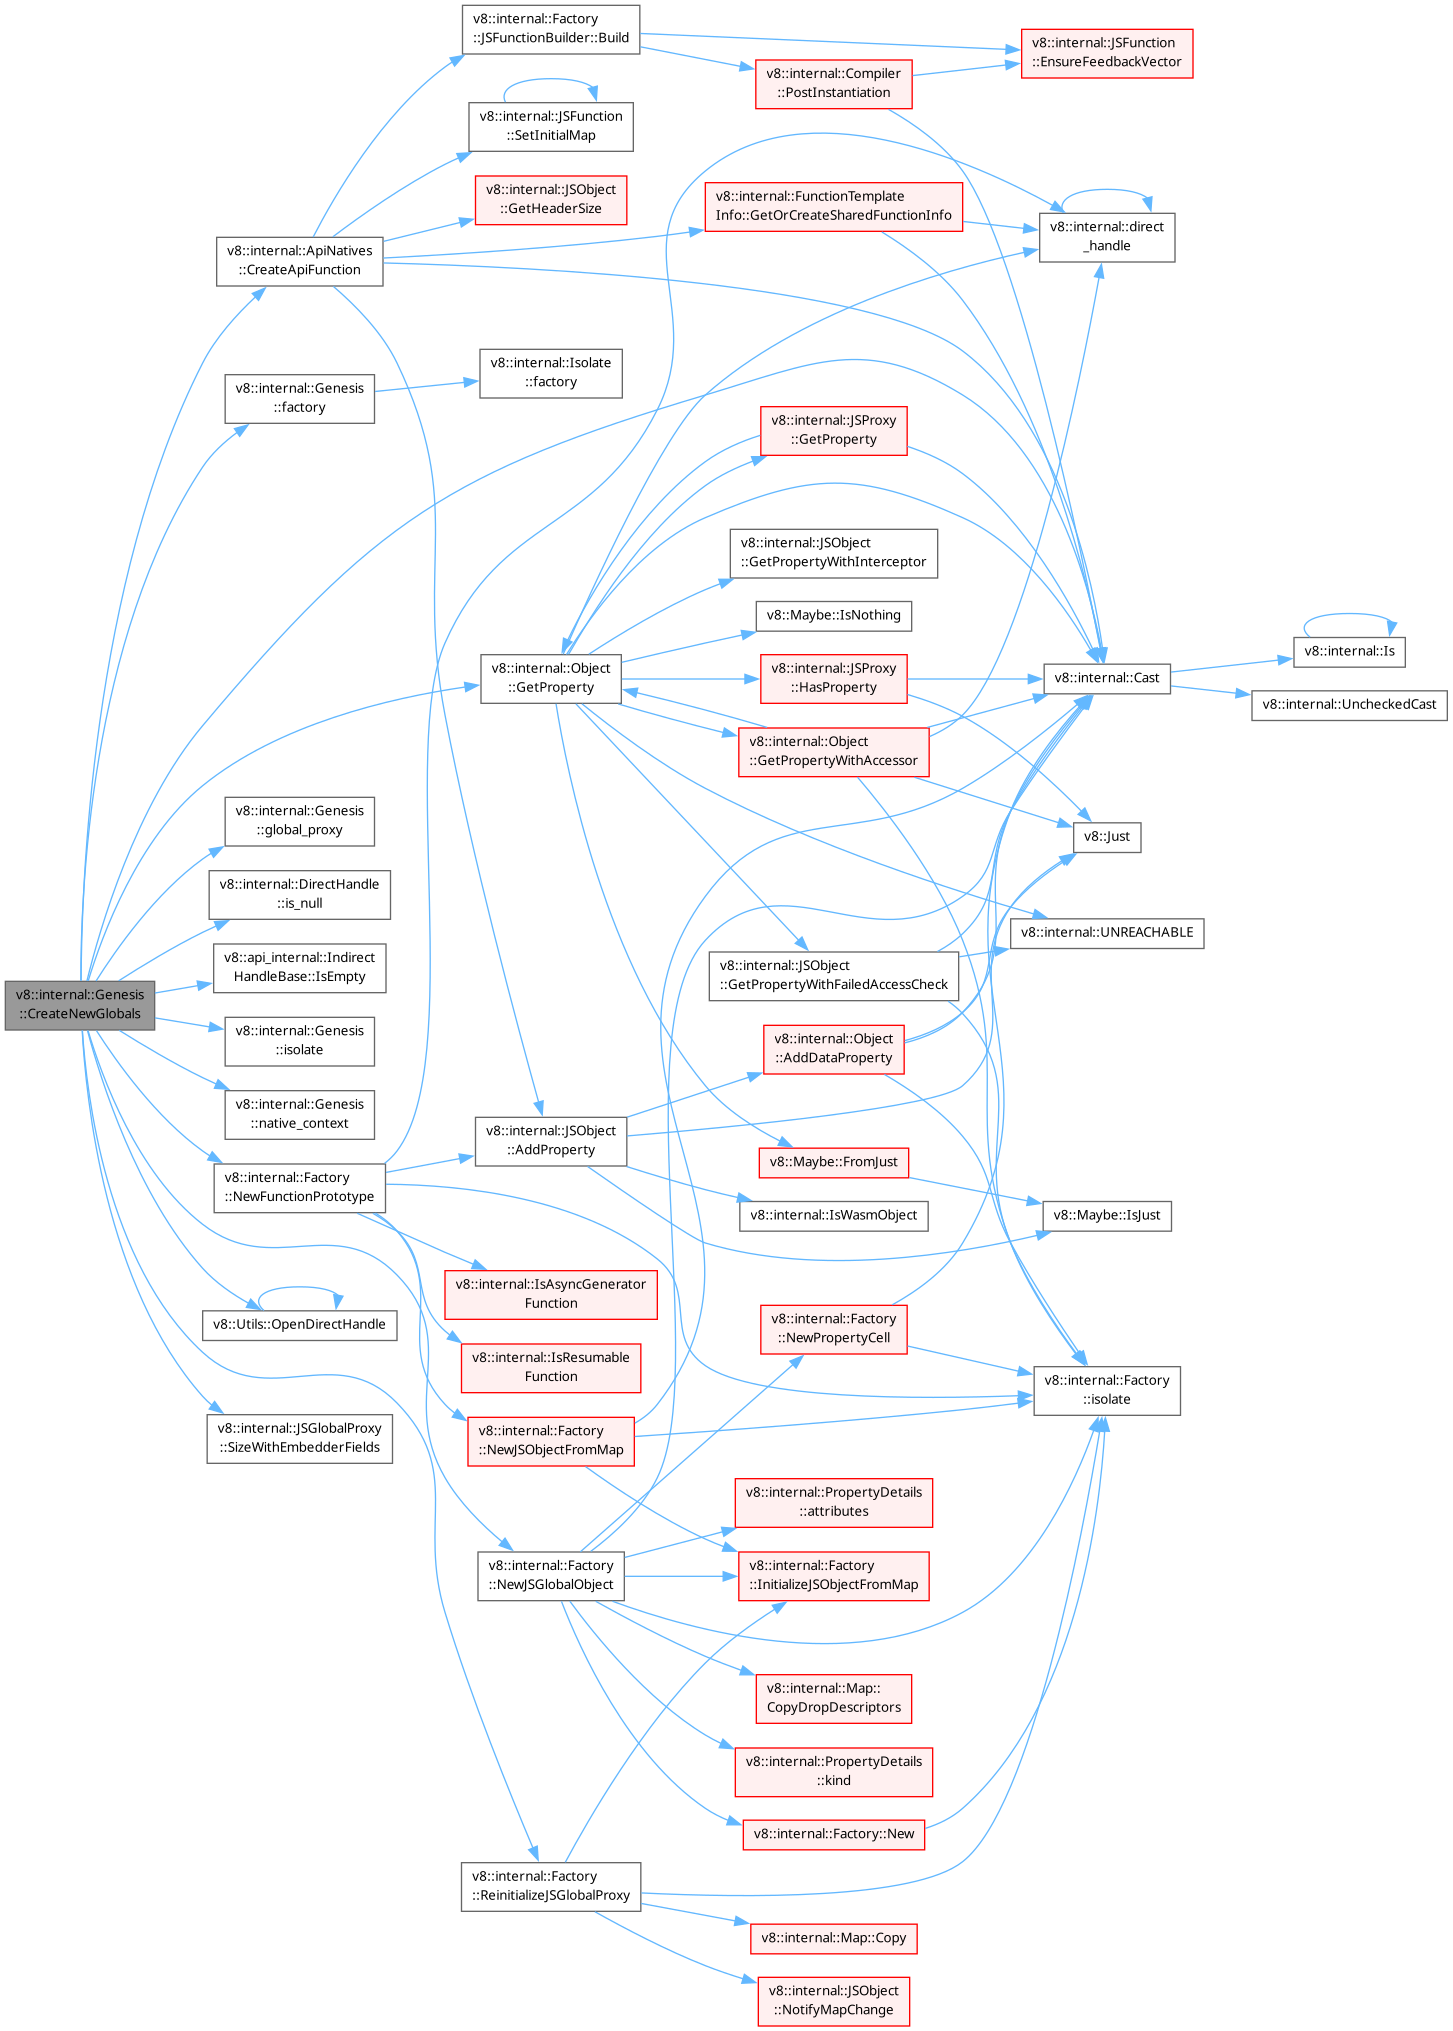 v8::internal::Genesis
::CreateNewGlobals
v8::internal::ApiNatives
::CreateApiFunction
v8::internal::Factory
::JSFunctionBuilder::Build
v8::internal::Compiler
::PostInstantiation
v8::internal::JSFunction
::EnsureFeedbackVector
v8::internal::JSFunction
::SetInitialMap
v8::internal::JSObject
::GetHeaderSize
v8::internal::FunctionTemplate
Info::GetOrCreateSharedFunctionInfo
v8::internal::direct
_handle
v8::internal::Genesis
::factory
v8::internal::Isolate
::factory
v8::internal::JSProxy
::GetProperty
v8::internal::JSObject
::GetPropertyWithInterceptor
v8::Maybe::IsNothing
v8::internal::Object
::GetProperty
v8::internal::JSProxy
::HasProperty
v8::internal::Cast
v8::internal::Is
v8::internal::UncheckedCast
v8::internal::Object
::GetPropertyWithAccessor
v8::internal::Genesis
::global_proxy
v8::Just
v8::internal::DirectHandle
::is_null
v8::internal::UNREACHABLE
v8::api_internal::Indirect
HandleBase::IsEmpty
v8::internal::JSObject
::GetPropertyWithFailedAccessCheck
v8::internal::Genesis
::isolate
v8::internal::Object
::AddDataProperty
v8::internal::Genesis
::native_context
v8::internal::JSObject
::AddProperty
v8::Maybe::FromJust
v8::internal::Factory
::NewFunctionPrototype
v8::internal::IsWasmObject
v8::Maybe::IsJust
v8::internal::IsAsyncGenerator
Function
v8::Utils::OpenDirectHandle
v8::internal::IsResumable
Function
v8::internal::Factory
::NewPropertyCell
v8::internal::Factory
::isolate
v8::internal::JSGlobalProxy
::SizeWithEmbedderFields
v8::internal::Factory
::NewJSObjectFromMap
v8::internal::PropertyDetails
::attributes
v8::internal::Factory
::NewJSGlobalObject
v8::internal::Factory
::InitializeJSObjectFromMap
v8::internal::Map::
CopyDropDescriptors
v8::internal::PropertyDetails
::kind
v8::internal::Factory::New
v8::internal::Factory
::ReinitializeJSGlobalProxy
v8::internal::Map::Copy
v8::internal::JSObject
::NotifyMapChange